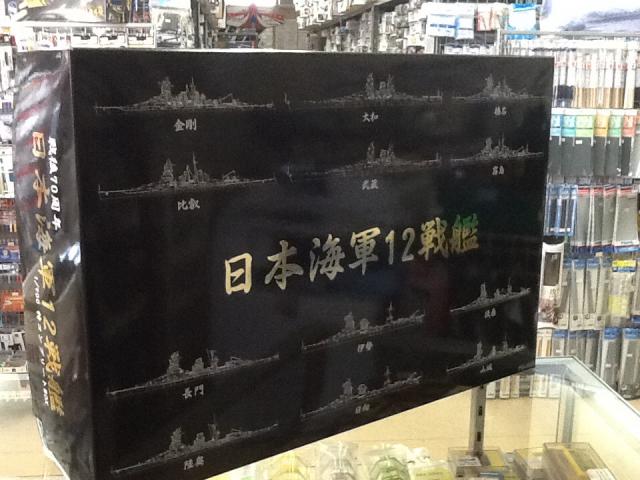 金剛
大和
榛名
比叡
武蔵
霧島
日本海軍12戦艦
伊勢
扶桑
長門
日向
山城
陸奥
日本海軍12戦艦